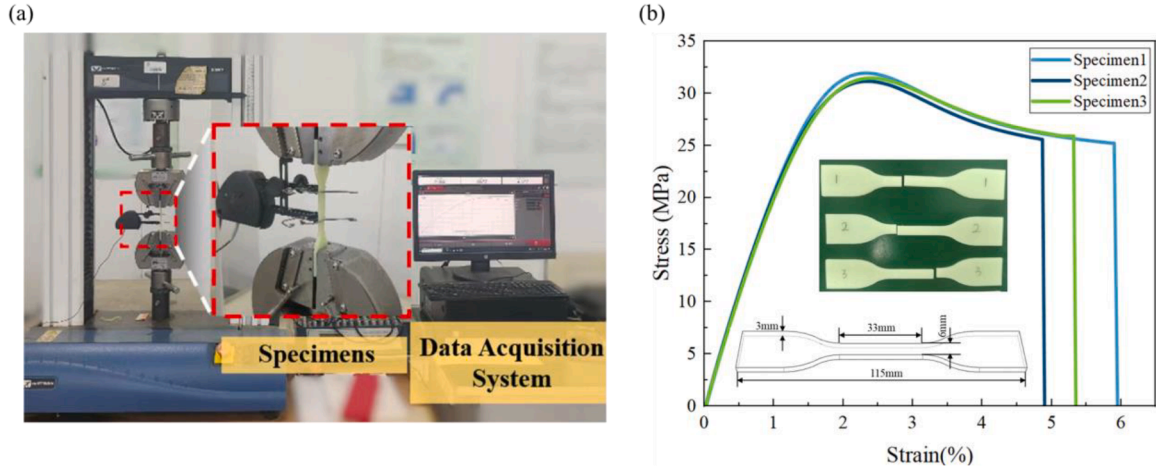 (a)
Specimens
Data Acquisition
System
(b)
35
30
25
20
15
10
5
0
Stress (MPa)
Specimen1
Specimen2
Specimen3
1 1
2 2
3 3
3mm
33mm
6mm
115mm
0 1 2 3 4 5 6
Strain(%)